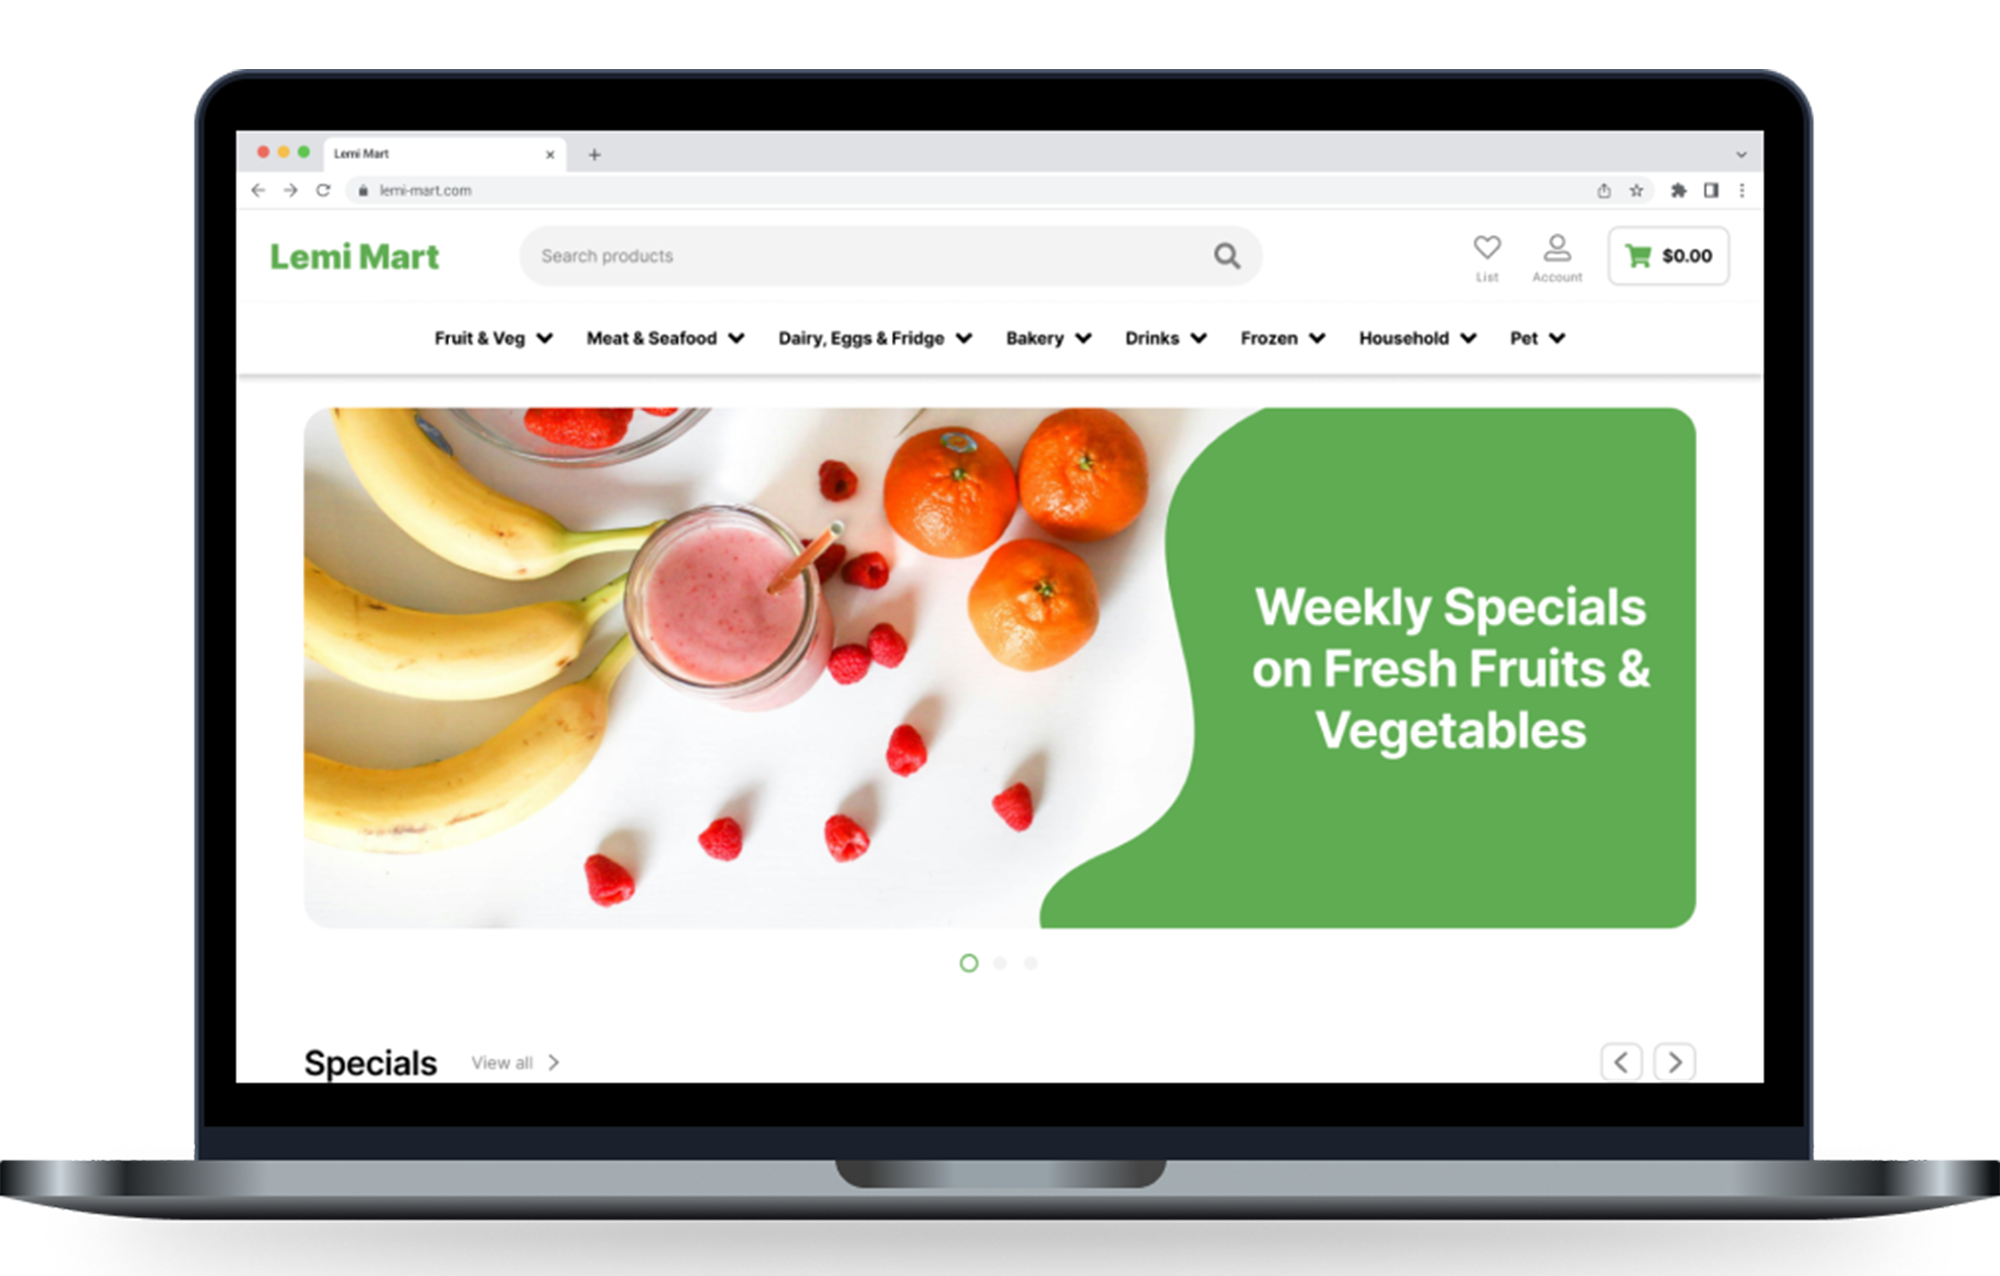 Lemi Mart
lemi-mart.com
Lemi Mart
Search products
List
Account
$0.00
Fruit & Veg
Meat & Seafood
Dairy, Eggs & Fridge
Bakery
Drinks
Frozen
Household
Pet
Weekly Specials
on Fresh Fruits &
Vegetables
Specials
View all